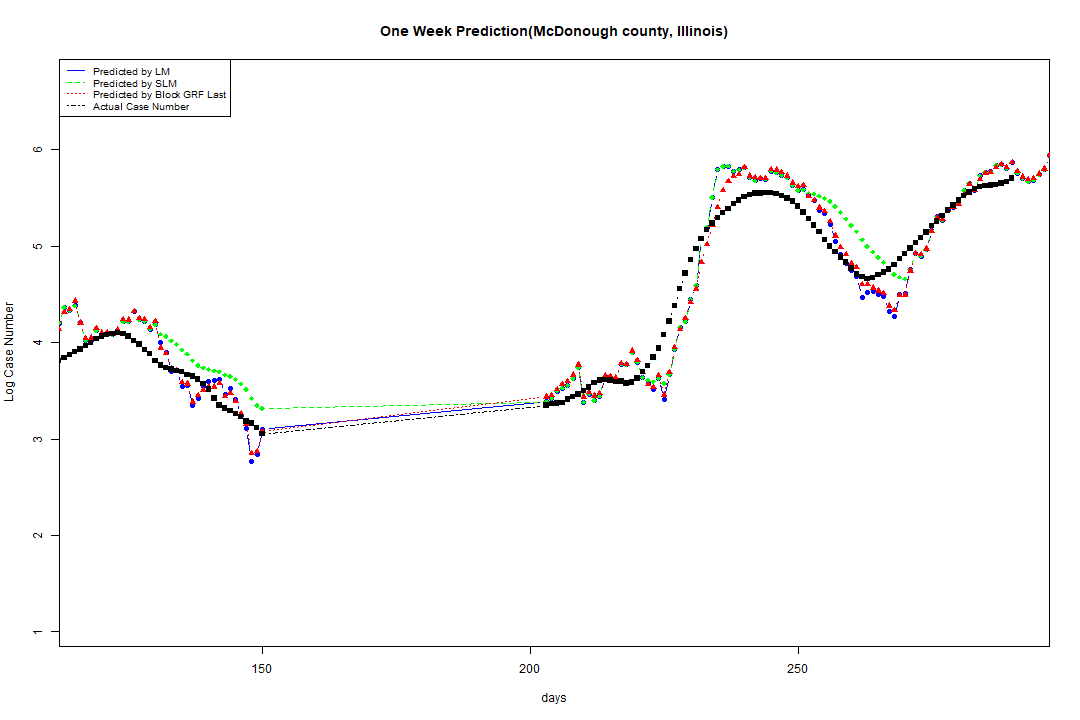 One Week Prediction(McDonough county, Illinois)
Predicted by LM
Predicted by SLM
Predicted by Block GRF Last
Actual Case Number
Log Case Number
6
5
4
3
2
1
150
200
250
days